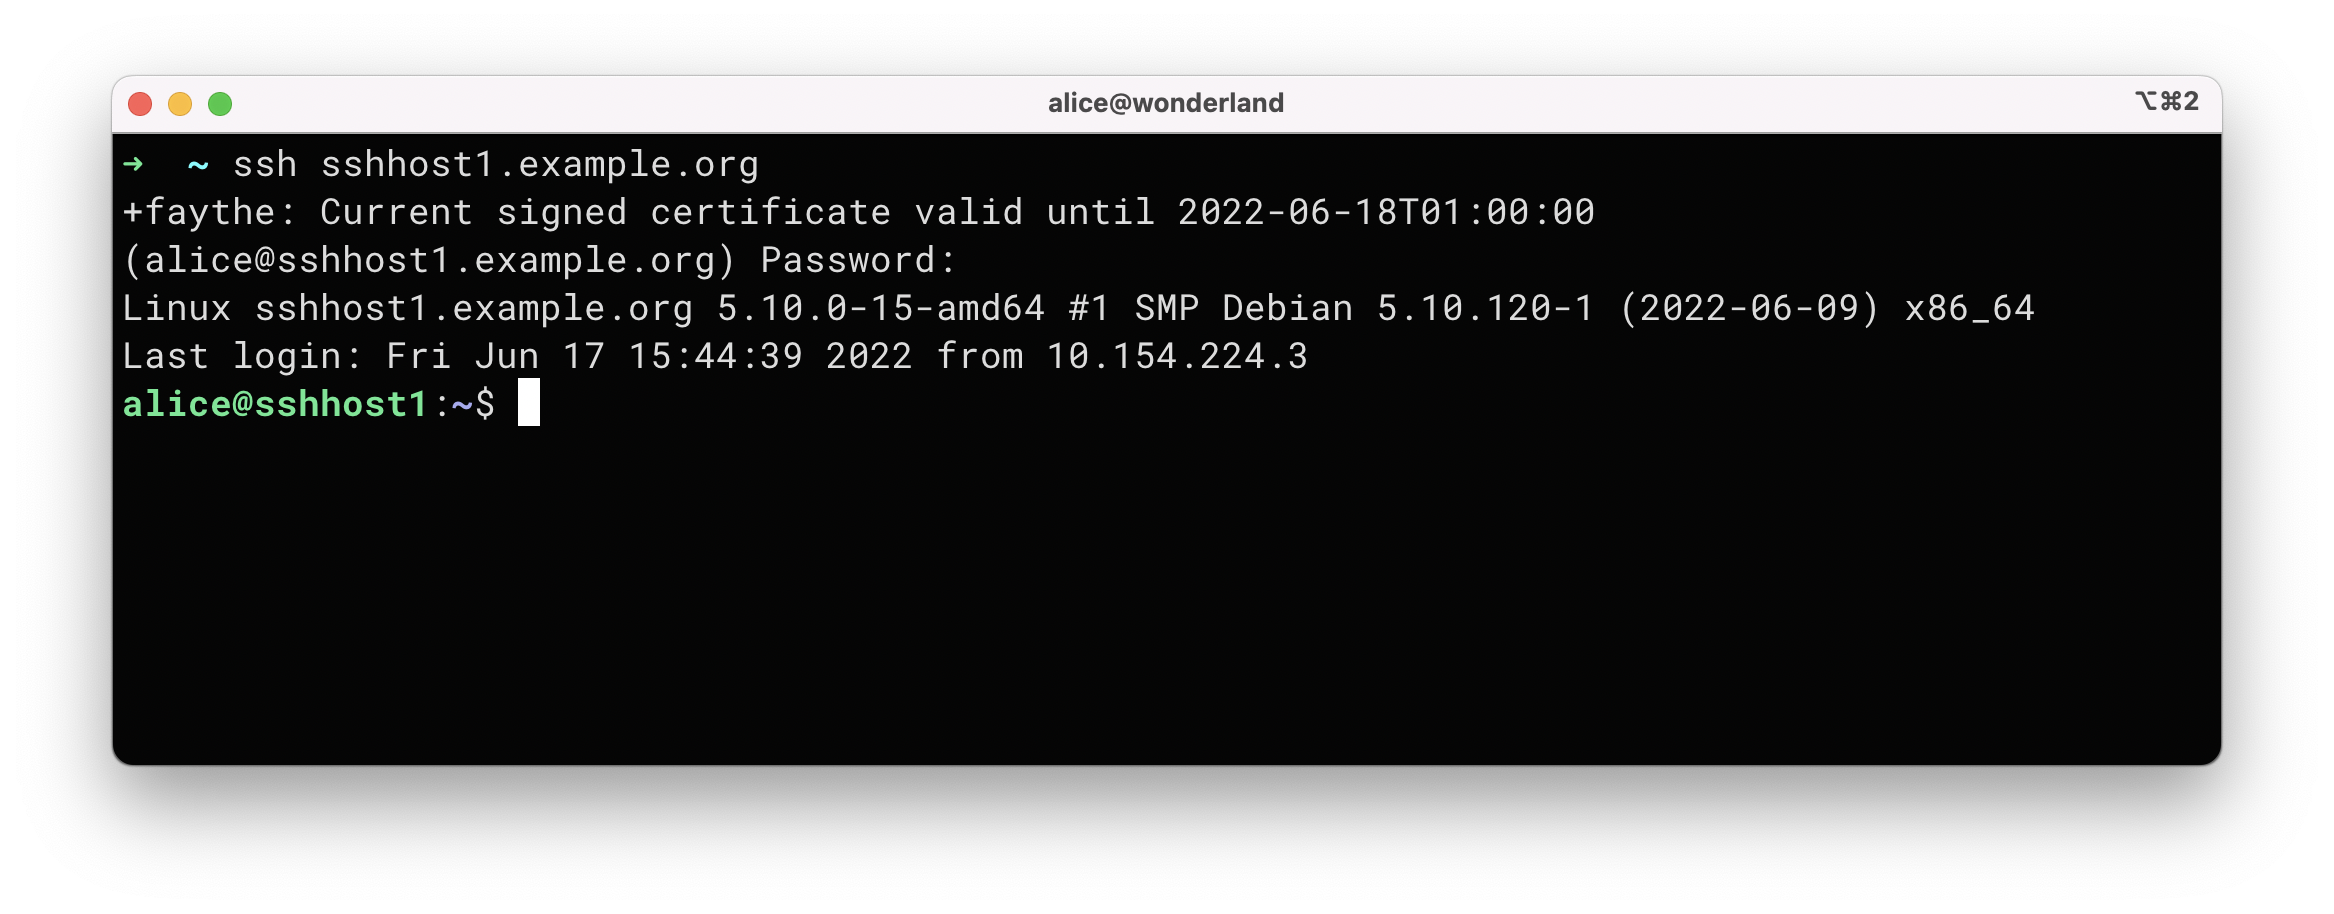 alice@wonderland
⌥⌘2
➜  ~ ssh sshhost1.example.org
+faythe: Current signed certificate valid until 2022-06-18T01:00:00
(alice@sshhost1.example.org) Password:
Linux sshhost1.example.org 5.10.0-15-amd64 #1 SMP Debian 5.10.120-1 (2022-06-09) x86_64
Last login: Fri Jun 17 15:44:39 2022 from 10.154.224.3
alice@sshhost1:~$